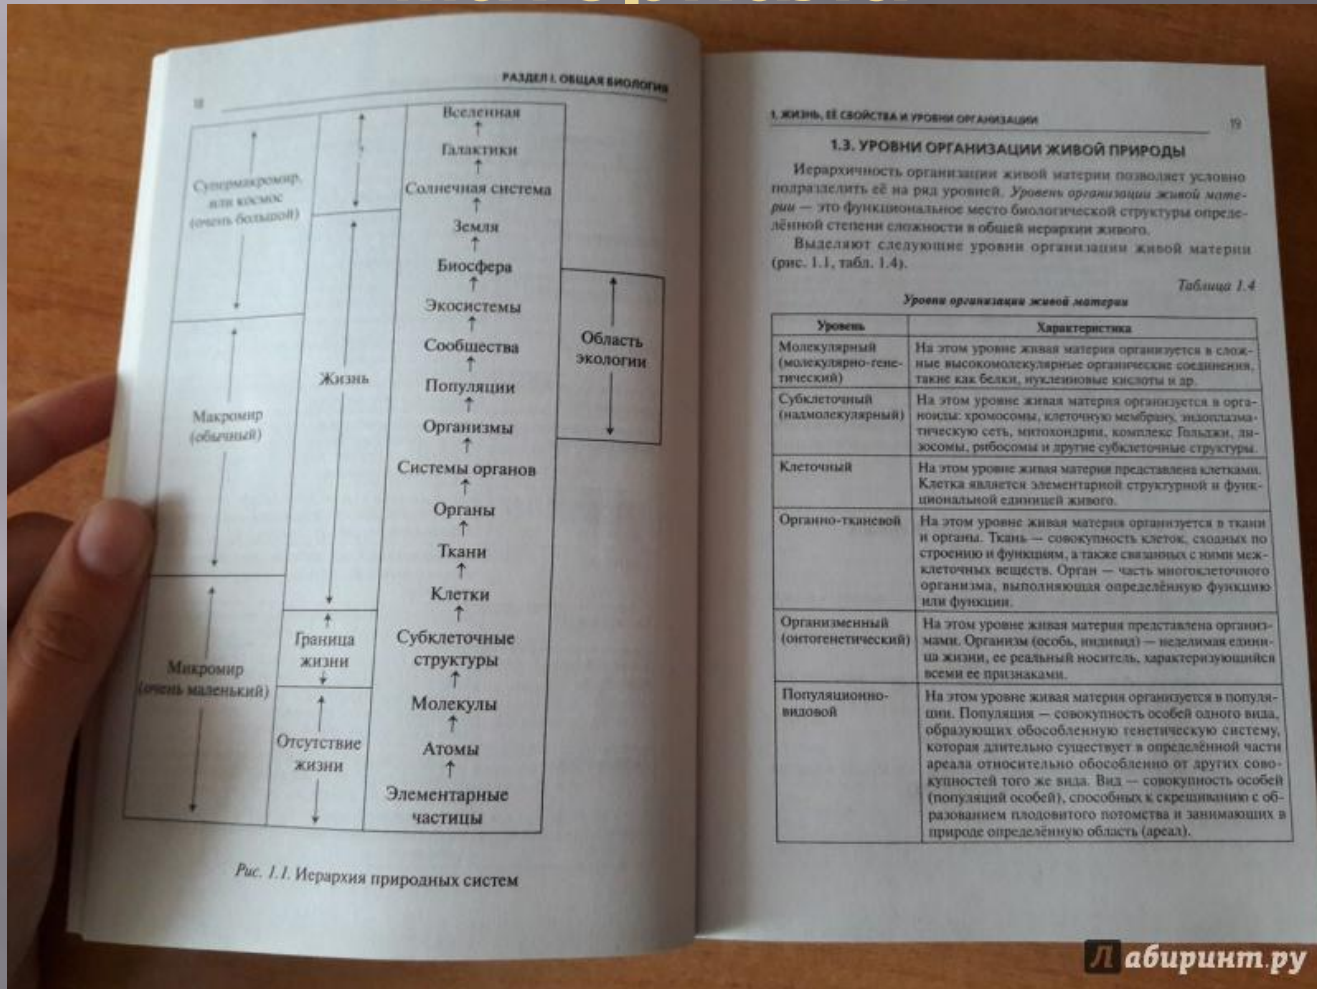 18
РАЗДЕЛ I. ОБЩАЯ БИОЛОГИЯ
Супермакромир,
или космос
(очень большой)
Макромир
(обычный)
Микромир
(очень маленький)
Жизнь
Граница
жизни
Отсутствие
жизни
Вселенная
Галактики
Солнечная система
Земля
Биосфера
Экосистемы
Сообщества
Популяции
Организмы
Системы органов
Органы
Ткани
Клетки
Субклеточные
структуры
Молекулы
Атомы
Элементарные
частицы
Область
экологии
Рис. 1.1. Иерархия природных систем
1. ЖИЗНЬ, ЕЁ СВОЙСТВА И УРОВНИ ОРГАНИЗАЦИИ
19
1.3. УРОВНИ ОРГАНИЗАЦИИ ЖИВОЙ ПРИРОДЫ
Иерархичность организации живой материи позволяет условно
подразделить её на ряд уровней. Уровень организации живой мате-
рии — это функциональное место биологической структуры опреде-
лённой степени сложности в общей иерархии живого.
Выделяют следующие уровни организации живой материи
(рис. 1.1, табл. 1.4).
Таблица 1.4
Уровни организации живой материи
Уровень
Характеристика
Молекулярный
(молекулярно-гене-
тический)
На этом уровне живая материя организуется в слож-
ные высокомолекулярные органические соединения,
такие как белки, нуклеиновые кислоты и др.
Субклеточный
(надмолекулярный)
На этом уровне живая материя организуется в орга-
ноиды: хромосомы, клеточную мембрану, эндоплазма-
тическую сеть, митохондрии, комплекс Гольджи, ли-
зосомы, рибосомы и другие субклеточные структуры.
Клеточный
На этом уровне живая материя представлена клетками.
Клетка является элементарной структурной и функ-
циональной единицей живого.
Органно-тканевой
На этом уровне живая материя организуется в ткани
и органы. Ткань — совокупность клеток, сходных по
строению и функциям, а также связанных с ними меж-
клеточных веществ. Орган — часть многоклеточного
организма, выполняющая определённую функцию
или функции.
Организменный
(онтогенетический)
На этом уровне живая материя представлена организ-
мами. Организм (особь, индивид) — неделимая едини-
ца жизни, ее реальный носитель, характеризующийся
всеми ее признаками.
Популяционно-
видовой
На этом уровне живая материя организуется в популя-
ции. Популяция — совокупность особей одного вида,
образующих обособленную генетическую систему,
которая длительно существует в определённой части
ареала относительно обособленно от других сово-
купностей того же вида. Вид — совокупность особей
(популяций особей), способных к скрещиванию с об-
разованием плодовитого потомства и занимающих в
природе определённую область (ареал).
Лабиринт.ру